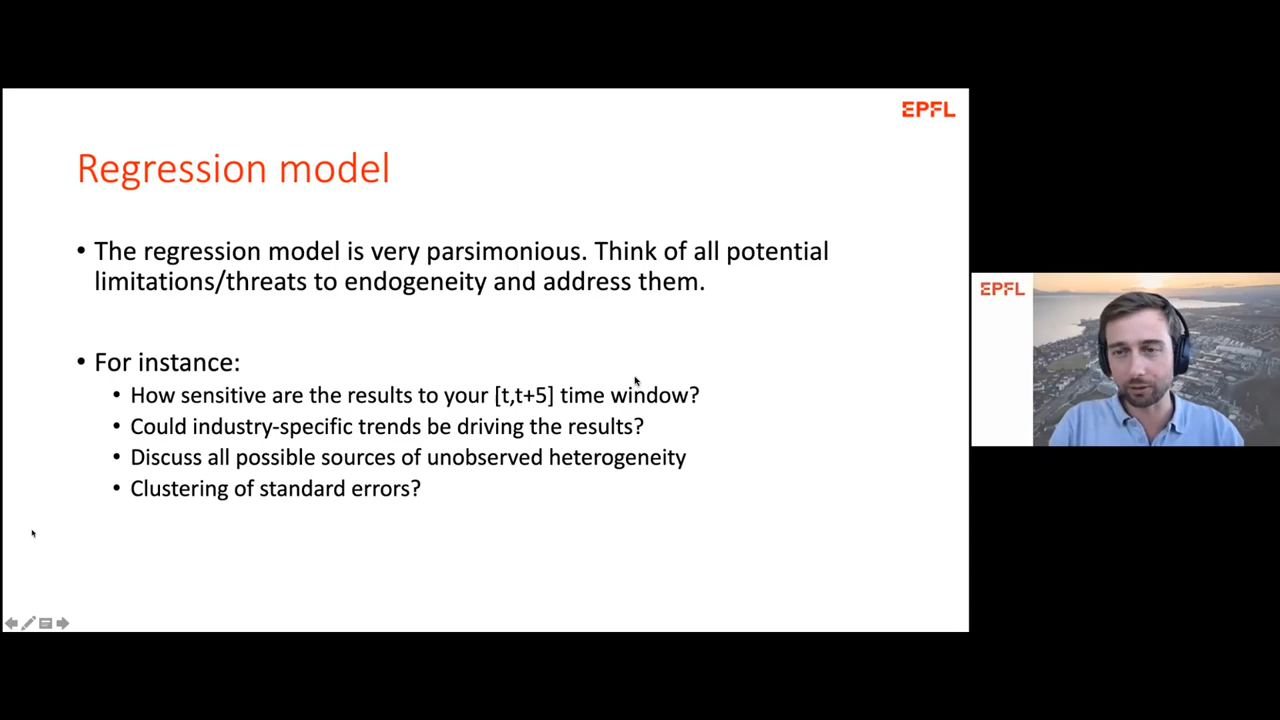 EPFL
Regression model
• The regression model is very parsimonious. Think of all potential
limitations/threats to endogeneity and address them.
• For instance:
• How sensitive are the results to your [t,t+5] time window?
• Could industry-specific trends be driving the results?
• Discuss all possible sources of unobserved heterogeneity
• Clustering of standard errors?
EPFL